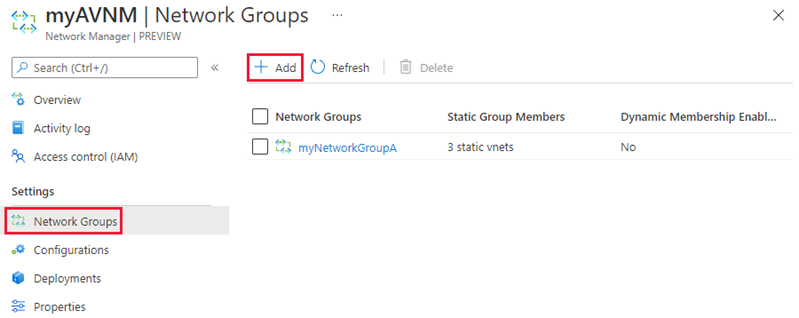 myAVNM | Network Groups ...
Network Manager | PREVIEW
Search (Ctrl+/) «
Overview
Activity log
Access control (IAM)
Settings
Network Groups
Configurations
Deployments
Properties
+ Add Refresh Delete
Network Groups Static Group Members Dynamic Membership Enabl...
myNetworkGroupA 3 static vnets No